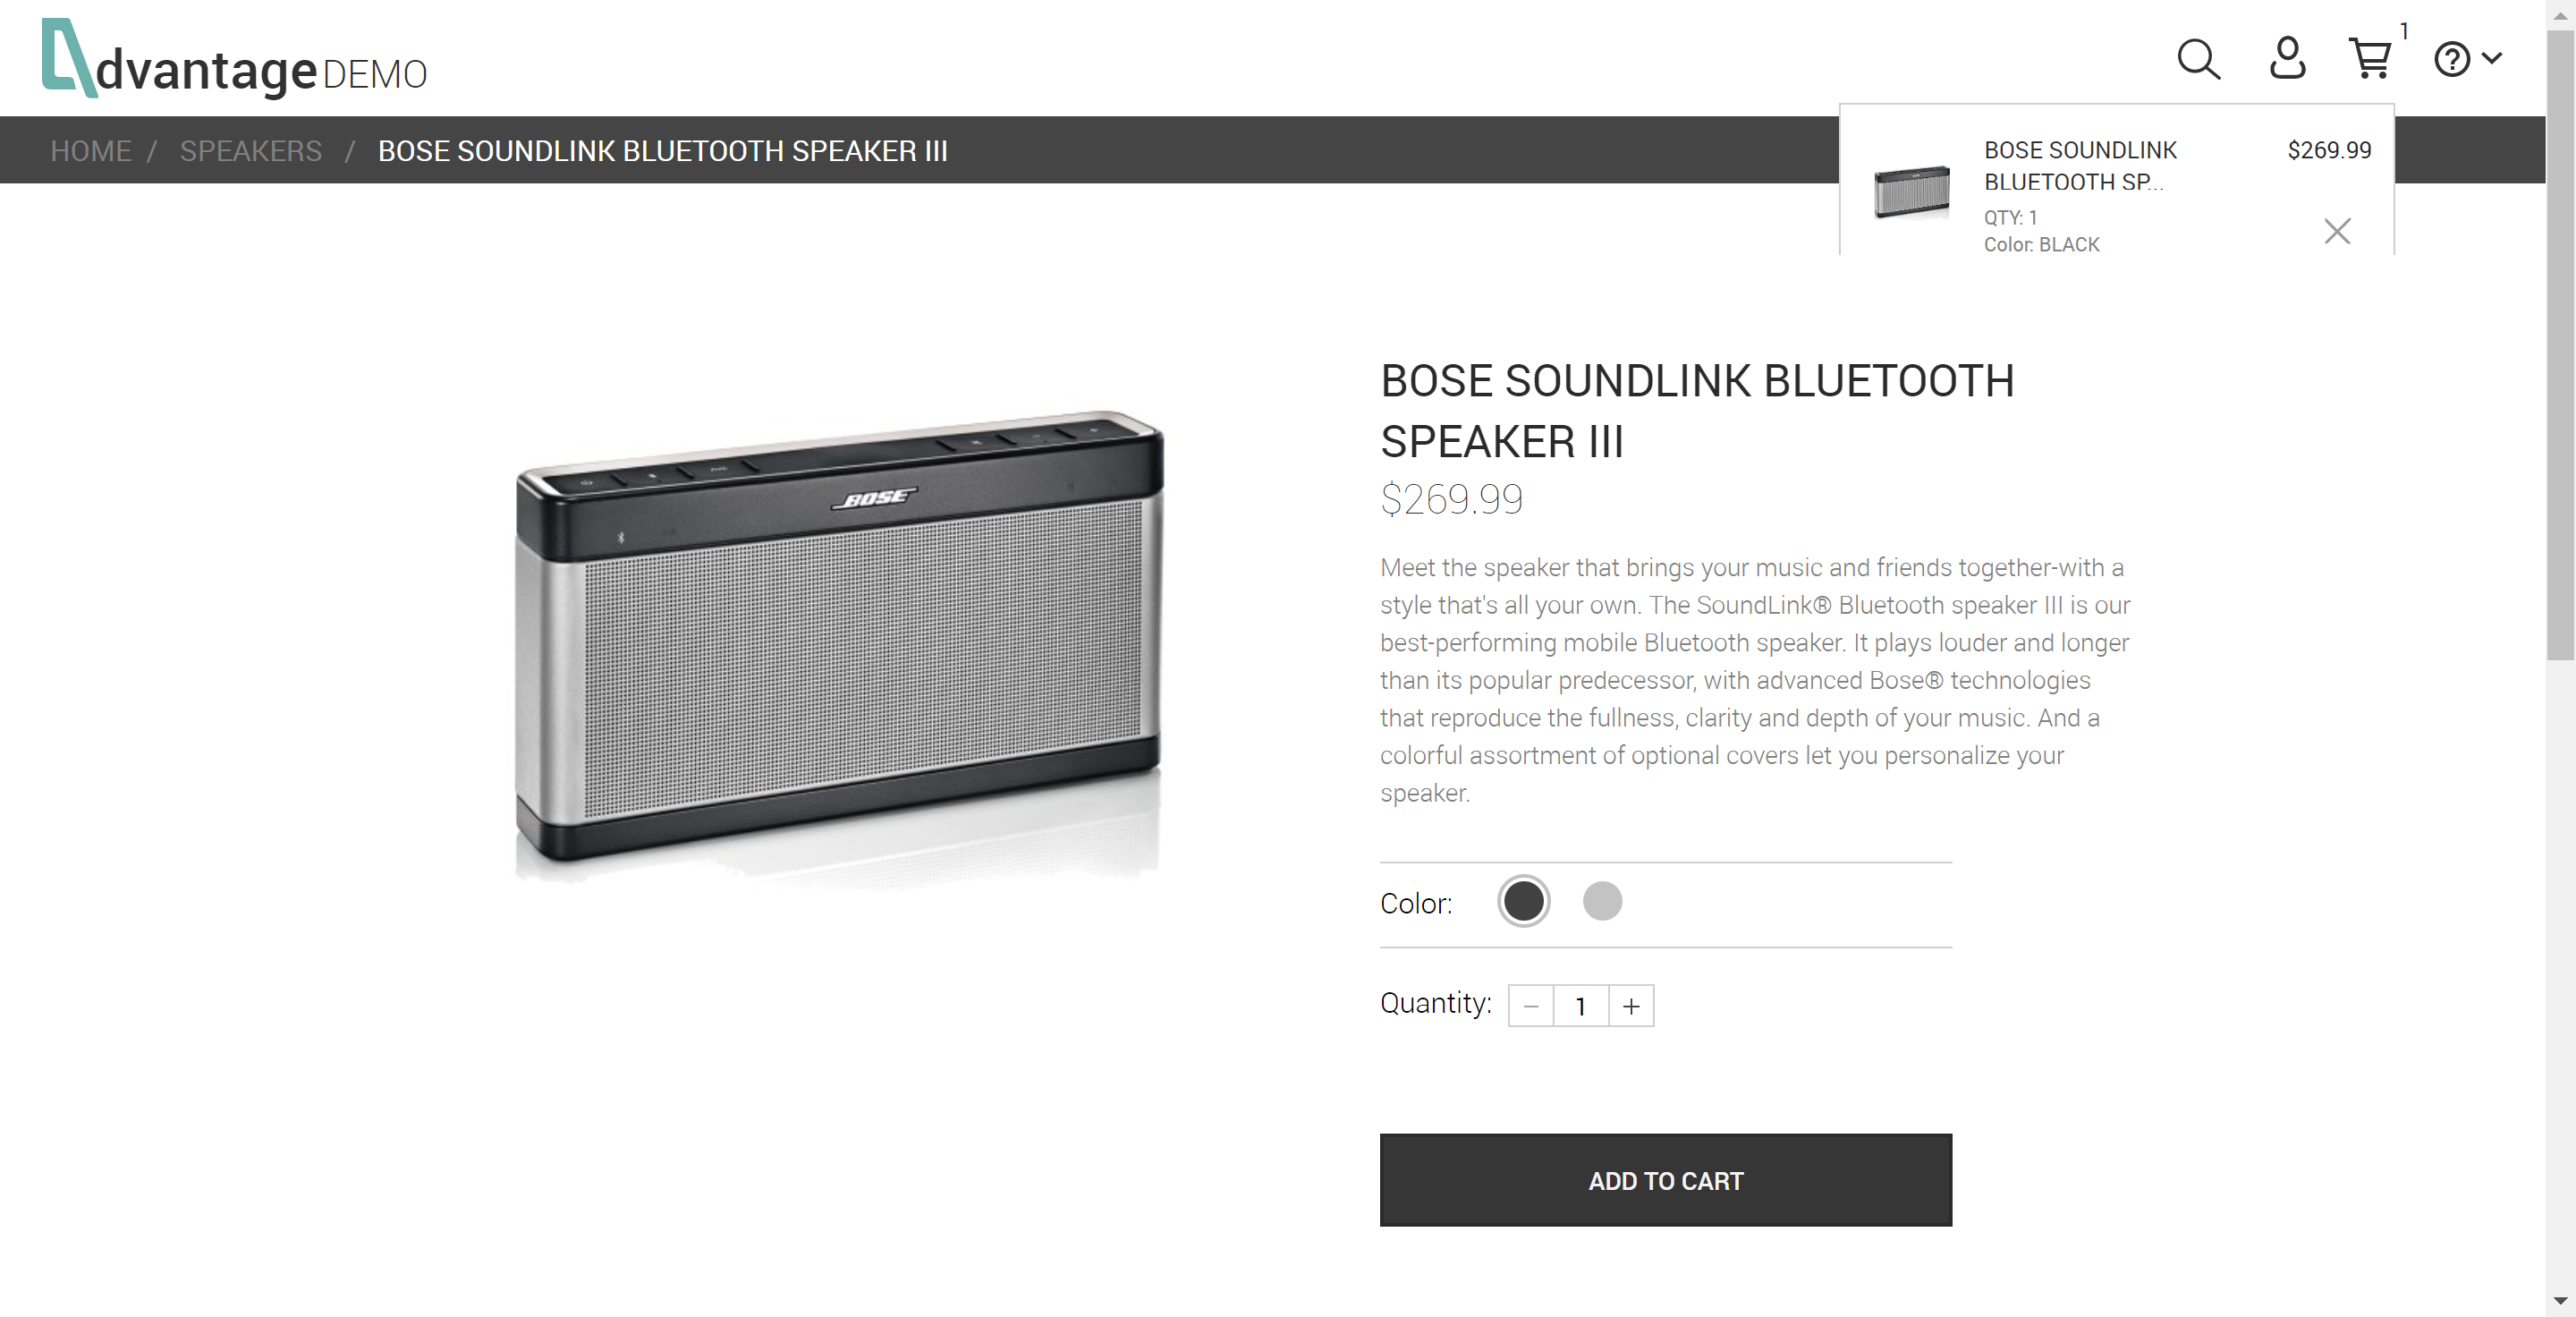 dvantage DEMO
1
HOME / SPEAKERS / BOSE SOUNDLINK BLUETOOTH SPEAKER III
BOSE SOUNDLINK
BLUETOOTH SP...
$269.99
QTY: 1
Color: BLACK
BOSE
BOSE SOUNDLINK BLUETOOTH
SPEAKER III
$269.99
Meet the speaker that brings your music and friends together-with a
style that's all your own. The SoundLink® Bluetooth speaker III is our
best-performing mobile Bluetooth speaker. It plays louder and longer
than its popular predecessor, with advanced Bose® technologies
that reproduce the fullness, clarity and depth of your music. And a
colorful assortment of optional covers let you personalize your
speaker.
Color:
Quantity: − 1 +
ADD TO CART